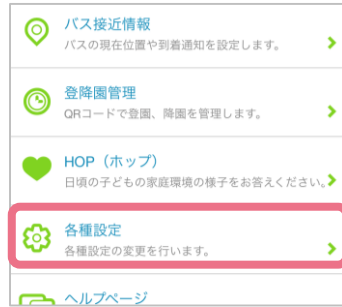 バス接近情報
バスの現在位置や到着通知を設定します。
登降園管理
QRコードで登園、降園を管理します。
HOP（ホップ）
日頃の子どもの家庭環境の様子をお答えください。
各種設定
各種設定の変更を行います。
ヘルプページ